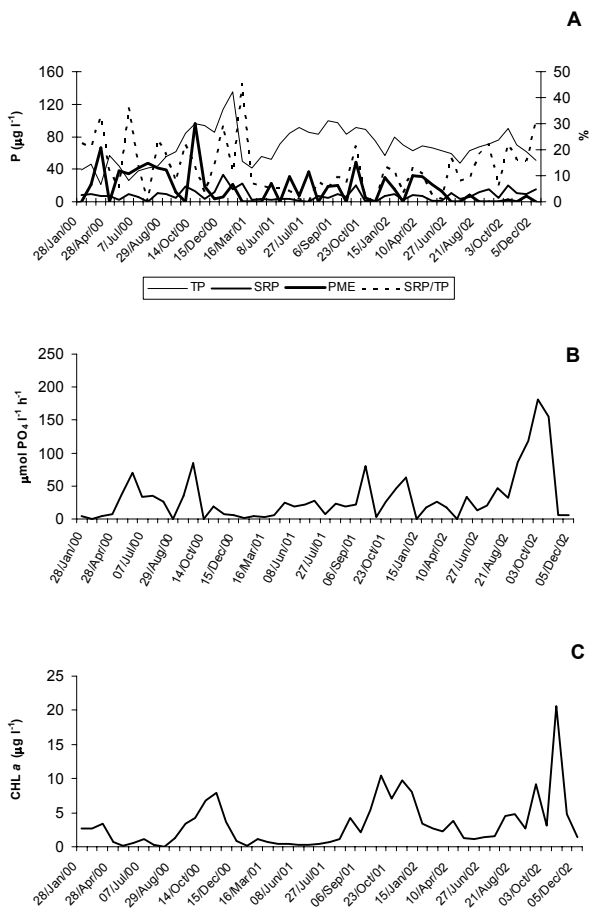 A
P (µg l⁻¹)
160
120
80
40
0
50
40
30
20
10
0
%
28/Jan/00
28/Apr/00
7/Jul/00
29/Aug/00
14/Oct/00
15/Dec/00
16/Mar/01
8/Jun/01
27/Jul/01
6/Sep/01
23/Oct/01
15/Jan/02
10/Apr/02
27/Jun/02
21/Aug/02
3/Oct/02
5/Dec/02
TP SRP PME SRP/TP
B
µmol PO₄ l⁻¹ h⁻¹
250
200
150
100
50
0
28/Jan/00
28/Apr/00
07/Jul/00
29/Aug/00
14/Oct/00
15/Dec/00
16/Mar/01
08/Jun/01
27/Jul/01
06/Sep/01
23/Oct/01
15/Jan/02
10/Apr/02
27/Jun/02
21/Aug/02
03/Oct/02
05/Dec/02
C
CHL a (µg l⁻¹)
25
20
15
10
5
0
28/Jan/00
28/Apr/00
07/Jul/00
29/Aug/00
14/Oct/00
15/Dec/00
16/Mar/01
08/Jun/01
27/Jul/01
06/Sep/01
23/Oct/01
15/Jan/02
10/Apr/02
27/Jun/02
21/Aug/02
03/Oct/02
05/Dec/02